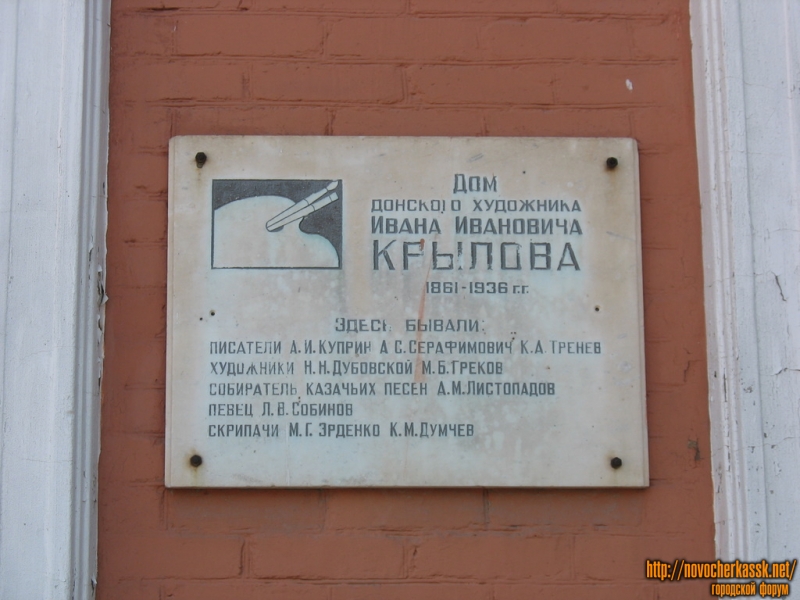 Дом
донского художника
Ивана Ивановича
Крылова
1861-1936 г.г.
Здесь бывали:
писатели А.И.Куприн А.С.Серафимович К.А.Тренев
художники Н.Н.Дубовской М.Б.Греков
собиратель казачьих песен А.М.Листопадов
певец Л.В.Собинов
скрипачи М.Г.Эрденко К.М.Думчев
http://novocherkassk.net/
городской форум